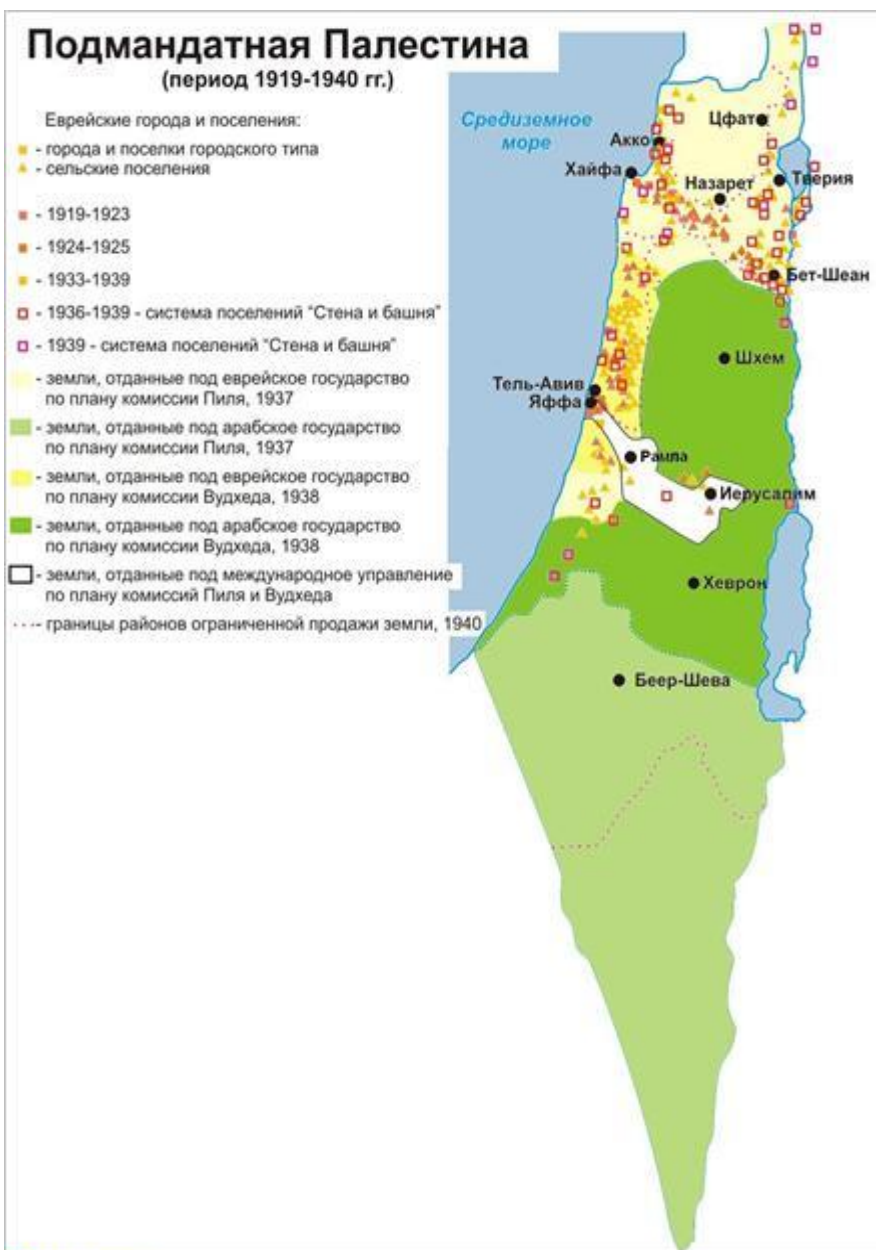 Подмандатная Палестина
(период 1919-1940 гг.)
Еврейские города и поселения:
- города и поселки городского типа
- сельские поселения
- 1919-1923
- 1924-1925
- 1933-1939
- 1936-1939 - система поселений “Стена и башня”
- 1939 - система поселений “Стена и башня”
- земли, отданные под еврейское государство
по плану комиссии Пиля, 1937
- земли, отданные под арабское государство
по плану комиссии Пиля, 1937
- земли, отданные под еврейское государство
по плану комиссии Вудхеда, 1938
- земли, отданные под арабское государство
по плану комиссии Вудхеда, 1938
- земли, отданные под международное управление
по плану комиссий Пиля и Вудхеда
- границы районов ограниченной продажи земли, 1940
Средиземное
море
Цфат
Акко
Хайфа
Назарет
Тверия
Бет-Шеан
Шхем
Тель-Авив
Яффа
Рамла
Иерусалим
Хеврон
Беер-Шева